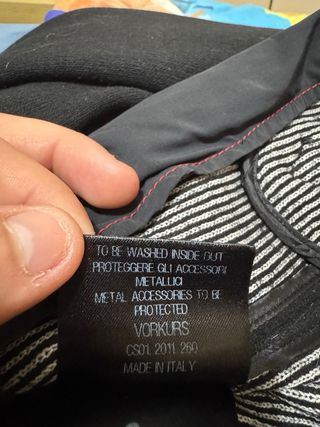 TO BE WASHED INSIDE OUT
PROTEGGERE GLI ACCESSORI
METALLICI
METAL ACCESSORIES TO BE
PROTECTED
VORKURS
CS01. 2011 260
MADE IN ITALY